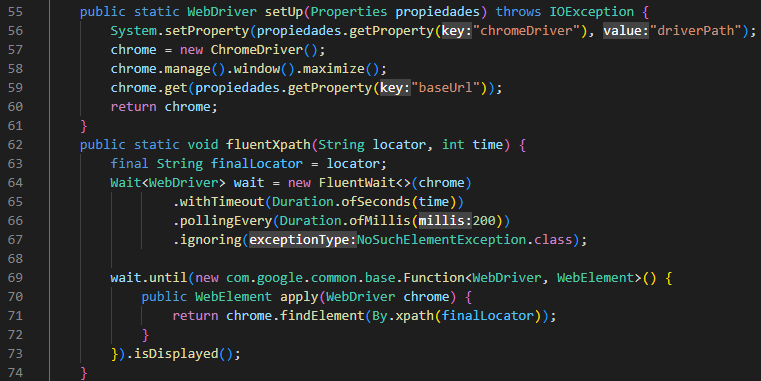 55 public static WebDriver setUp(Properties propiedades) throws IOException {
56 System.setProperty(propiedades.getProperty(key:"chromeDriver"), value:"driverPath");
57 chrome = new ChromeDriver();
58 chrome.manage().window().maximize();
59 chrome.get(propiedades.getProperty(key:"baseUrl"));
60 return chrome;
61 }
62 public static void fluentXpath(String locator, int time) {
63 final String finalLocator = locator;
64 Wait<WebDriver> wait = new FluentWait<>(chrome)
65 .withTimeout(Duration.ofSeconds(time))
66 .pollingEvery(Duration.ofMillis(millis:200))
67 .ignoring(exceptionType:NoSuchElementException.class);
68
69 wait.until(new com.google.common.base.Function<WebDriver, WebElement>() {
70 public WebElement apply(WebDriver chrome) {
71 return chrome.findElement(By.xpath(finalLocator));
72 }
73 }).isDisplayed();
74 }